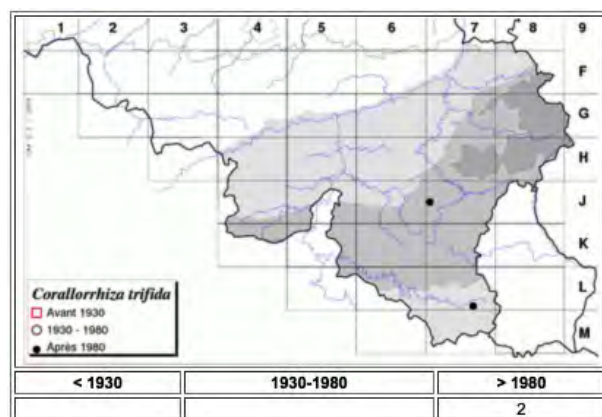 1 2 3 4 5 6 7 8 9
F
G
H
J
K
L
M
Corallorrhiza trifida
Avant 1930
1930 - 1980
Après 1980
< 1930 1930-1980 > 1980
2